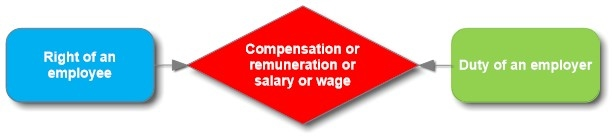 Right of an
employee
Compensation or
remuneration or
salary or wage
Duty of an employer